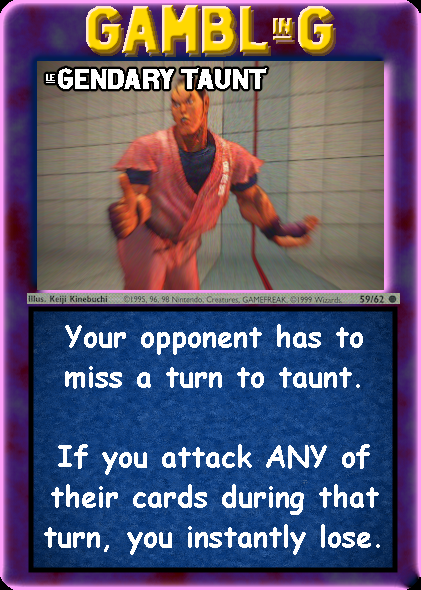 GAMBLING
LEGENDARY TAUNT
Illus. Keiji Kinebuchi ©1995, 96, 98 Nintendo, Creatures, GAMEFREAK. ©1999 Wizards. 59/62
Your opponent has to
miss a turn to taunt.
If you attack ANY of
their cards during that
turn, you instantly lose.